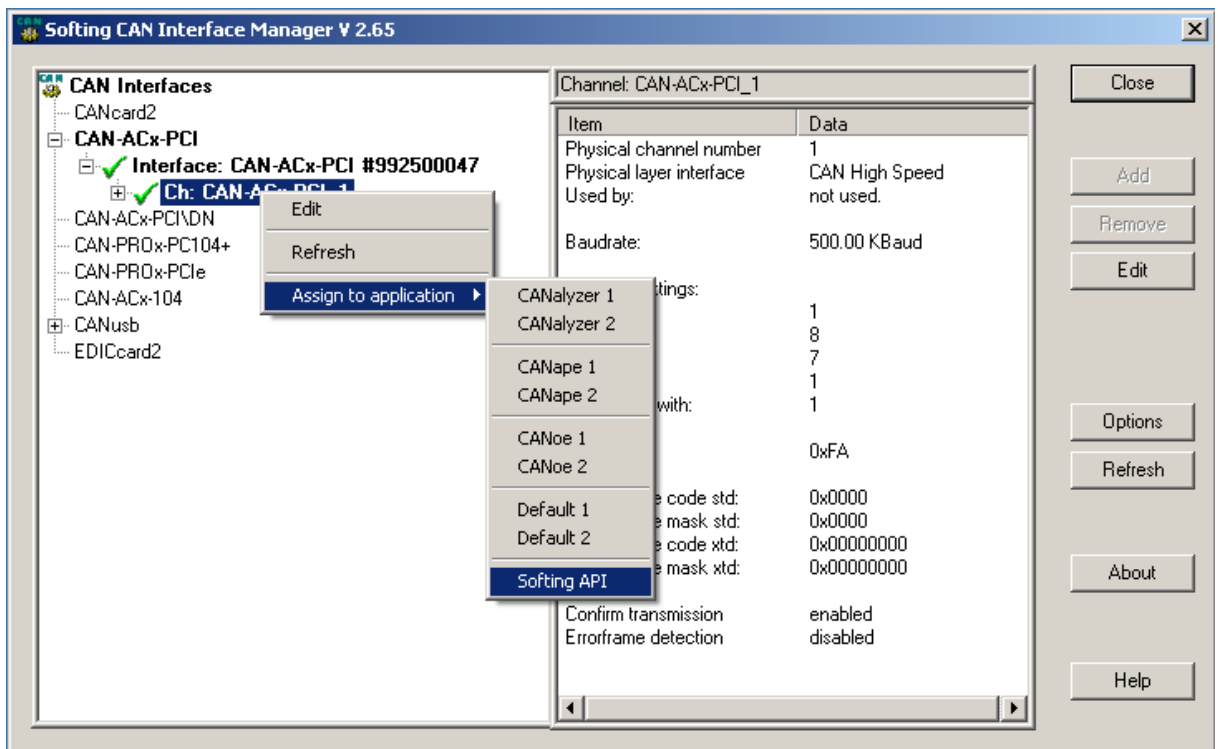 Softing CAN Interface Manager V 2.65
CAN Interfaces
CANcard2
CAN-ACx-PCI
Interface: CAN-ACx-PCI #992500047
Ch: CAN-ACx-PCI_1
CAN-ACx-PCI\DN
CAN-PROx-PC104+
CAN-PROx-PCIe
CAN-ACx-104
CANusb
EDICcard2
Edit
Refresh
Assign to application
CANalyzer 1
CANalyzer 2
CANape 1
CANape 2
CANoe 1
CANoe 2
Default 1
Default 2
Softing API
Channel: CAN-ACx-PCI_1
Item Data
Physical channel number 1
Physical layer interface CAN High Speed
Used by: not used.
Baudrate: 500.00 KBaud
tings:
1
8
7
1
with: 1
0xFA
e code std: 0x0000
e mask std: 0x0000
e code xtd: 0x00000000
e mask xtd: 0x00000000
Confirm transmission enabled
Errorframe detection disabled
Close
Add
Remove
Edit
Options
Refresh
About
Help